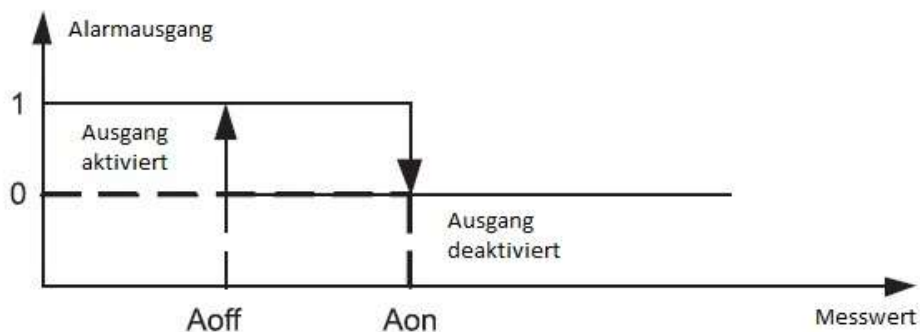 Alarmausgang
1
Ausgang
aktiviert
0
Ausgang
deaktiviert
Aoff
Aon
Messwert